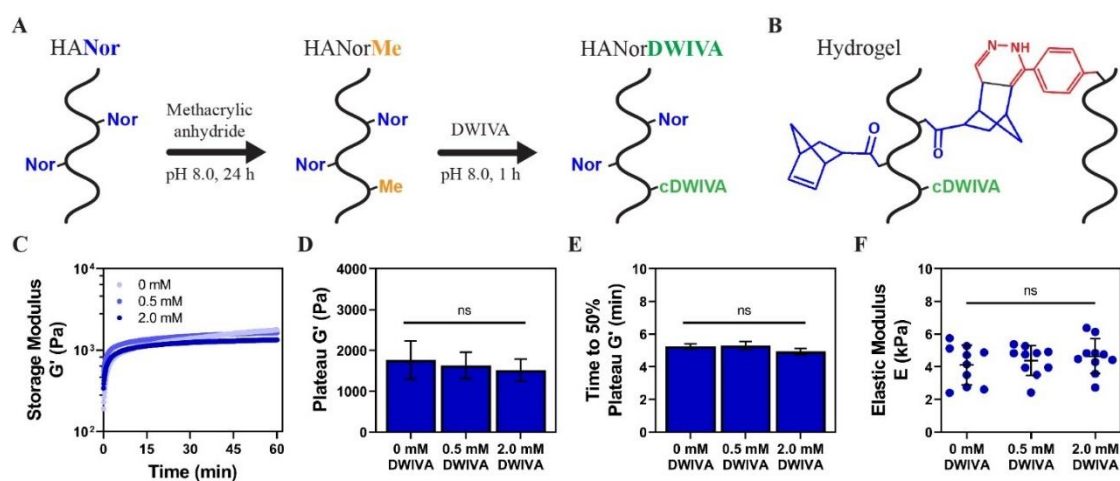 A
B
HANor
HANorMe
HANorDWIVA
Hydrogel
N
NH
Nor
Methacrylic
anhydride
Nor
DWIVA
Nor
O
O
Nor
pH 8.0, 24 h
Nor
pH 8.0, 1 h
Nor
Me
cDWIVA
cDWIVA
C
D
E
F
Storage Modulus
G' (Pa)
10⁴
10³
10²
0 mM
0.5 mM
2.0 mM
0 15 30 45 60
Time (min)
Plateau G' (Pa)
4000
3000
2000
1000
0
ns
0 mM 0.5 mM 2.0 mM
DWIVA DWIVA DWIVA
Time to 50%
Plateau G' (min)
10
8
6
4
2
0
ns
0 mM 0.5 mM 2.0 mM
DWIVA DWIVA DWIVA
Elastic Modulus
E (kPa)
10
8
6
4
2
0
ns
0 mM 0.5 mM 2.0 mM
DWIVA DWIVA DWIVA